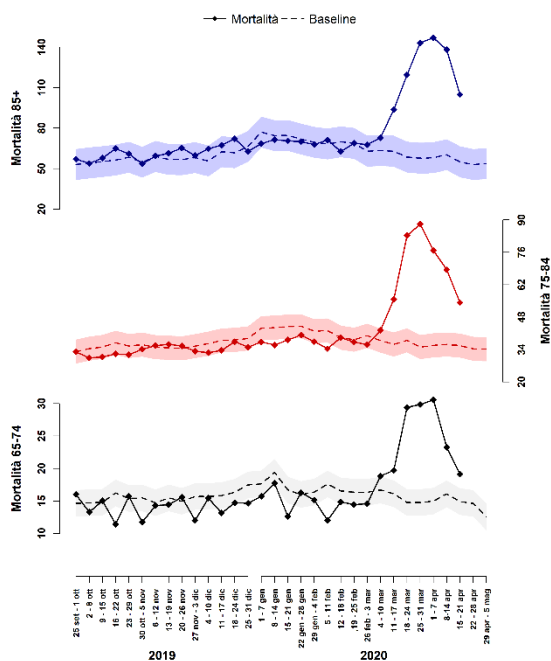 Mortalità
Baseline
Mortalità 85+
140
110
80
50
20
Mortalità 75-84
90
76
62
48
34
20
Mortalità 65-74
30
25
20
15
10
25 set - 1 ott
2 - 8 ott
9 - 15 ott
16 - 22 ott
23 - 29 ott
30 ott - 5 nov
6 - 12 nov
13 - 19 nov
20 - 26 nov
27 nov - 3 dic
4 - 10 dic
11 - 17 dic
18 - 24 dic
25 - 31 dic
1 - 7 gen
8 - 14 gen
15 - 21 gen
22 gen - 28 gen
29 gen - 4 feb
5 - 11 feb
12 - 18 feb
.19 - 25 feb
26 feb - 3 mar
4 - 10 mar
11 - 17 mar
18 - 24 mar
25 - 31 mar
1 - 7 apr
8 - 14 apr
15 - 21 apr
22 - 28 apr
29 apr - 5 mag
2019
2020